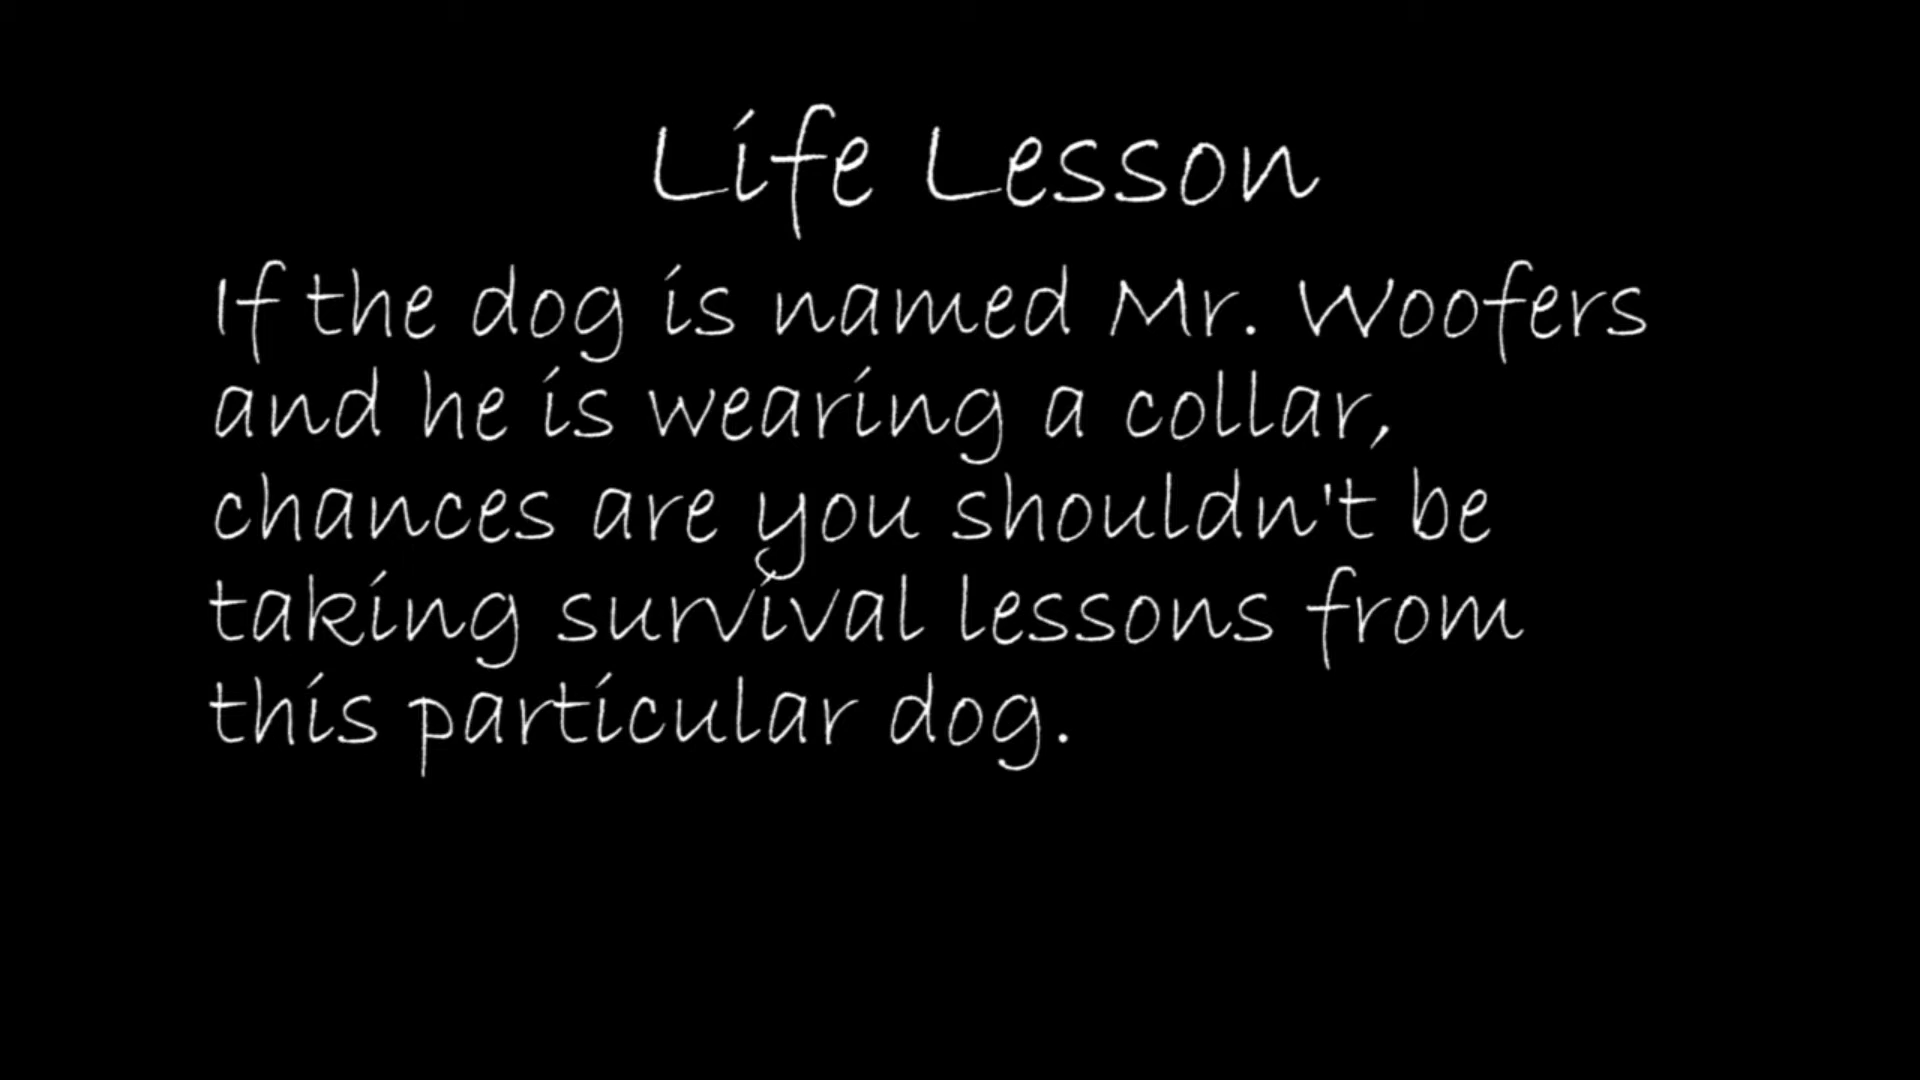 Life Lesson
If the dog is named Mr. Woofers
and he is wearing a collar,
chances are you shouldn't be
taking survival lessons from
this particular dog.